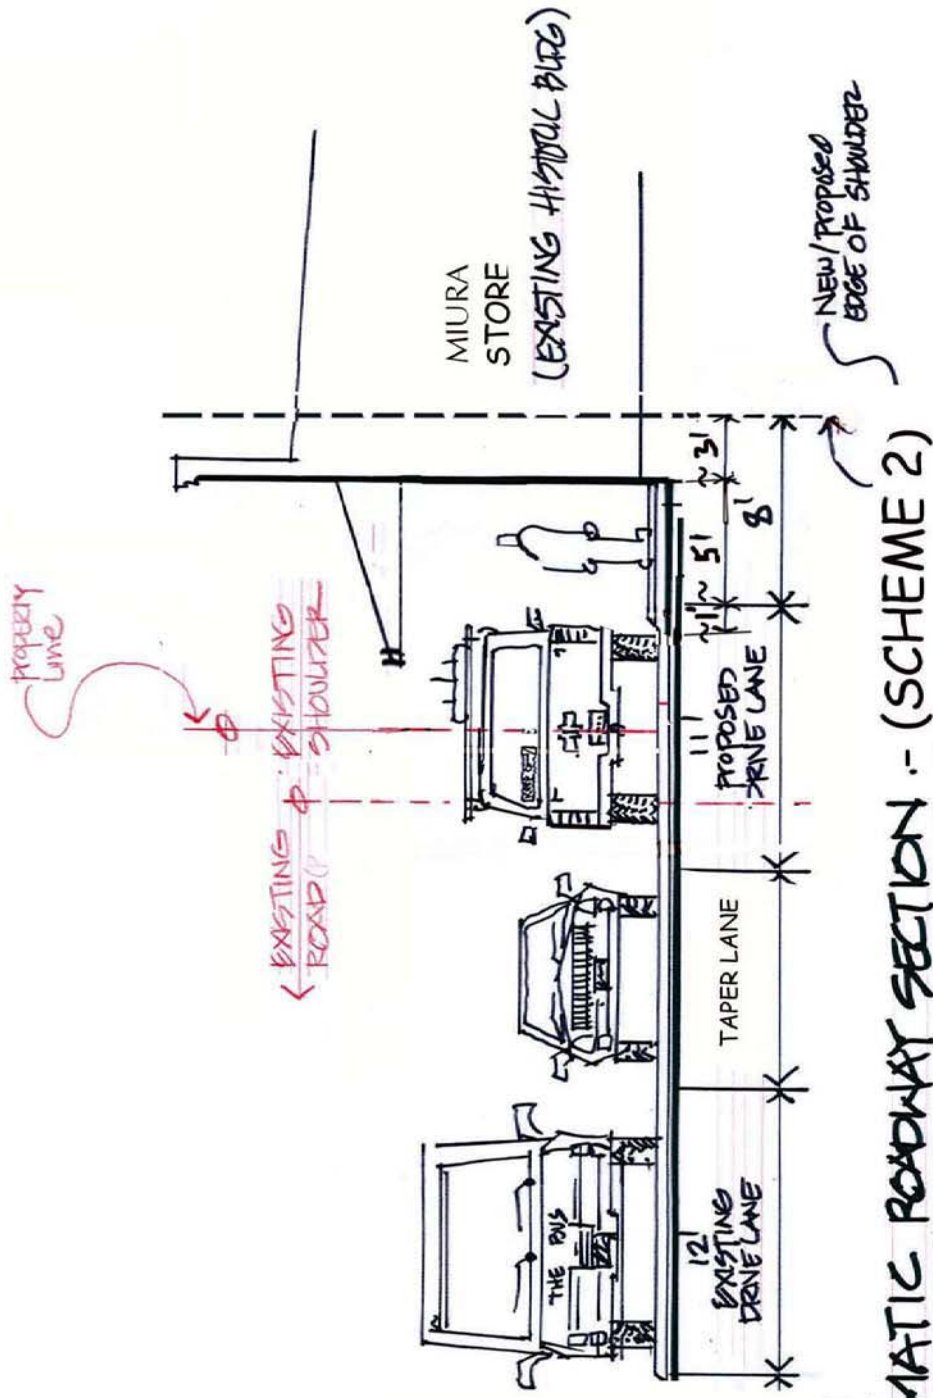 property
Line
EXISTING
ROAD
EXISTING
SHOULDER
MIURA
STORE
(EXISTING HISTORIC BLDG)
THE BUS
12'
EXISTING
DRIVE LANE
TAPER LANE
11'
PROPOSED
DRIVE LANE
~1'
~5'
~3'
8'
NEW/PROPOSED
EDGE OF SHOULDER
MATIC ROADWAY SECTION.- (SCHEME 2)